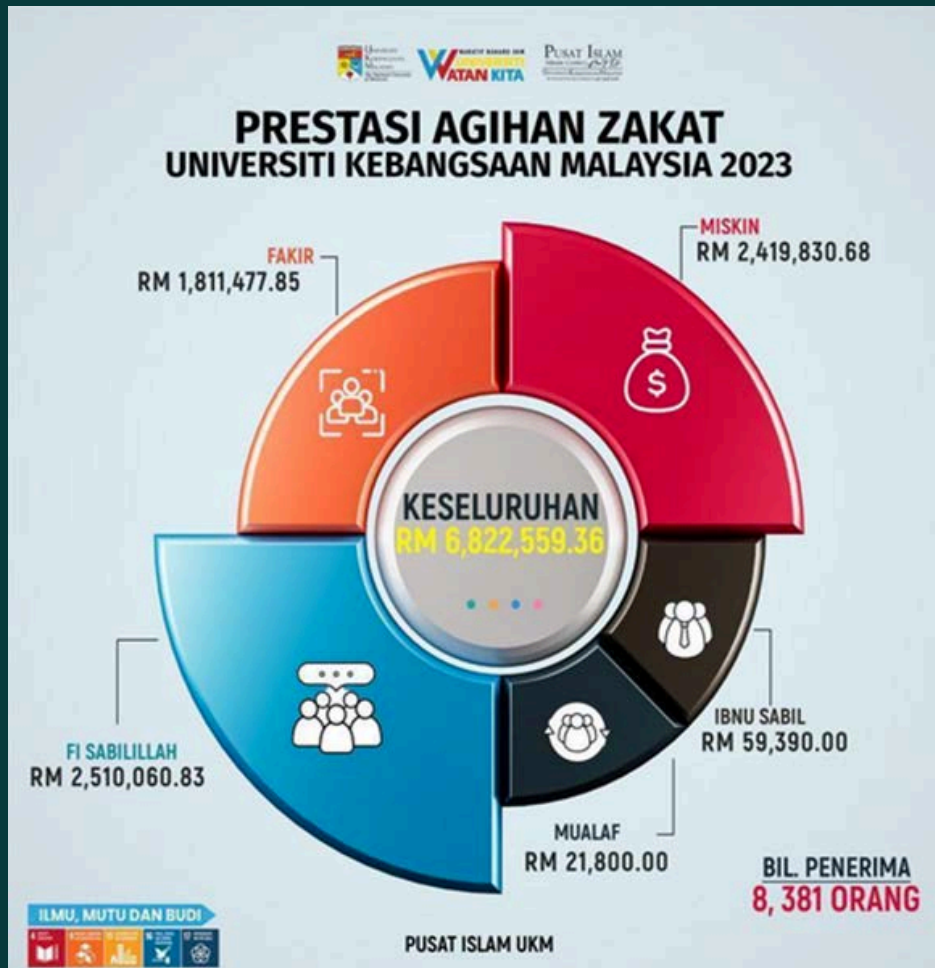 UNIVERSITI
KEBANGSAAN
MALAYSIA
WATAN KITA
PUSAT ISLAM
PRESTASI AGIHAN ZAKAT
UNIVERSITI KEBANGSAAN MALAYSIA 2023
FAKIR
RM 1,811,477.85
MISKIN
RM 2,419,830.68
$
KESELURUHAN
RM 6,822,559.36
FI SABILILLAH
RM 2,510,060.83
IBNU SABIL
RM 59,390.00
MUALAF
RM 21,800.00
BIL. PENERIMA
8, 381 ORANG
ILMU, MUTU DAN BUDI
PUSAT ISLAM UKM